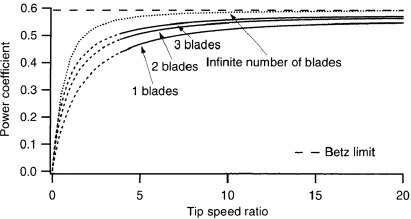 0.6
0.5
0.4
0.3
0.2
0.1
0.0
Power coefficient
3 blades
Infinite number of blades
2 blades
1 blades
Betz limit
0
5
10
15
20
Tip speed ratio